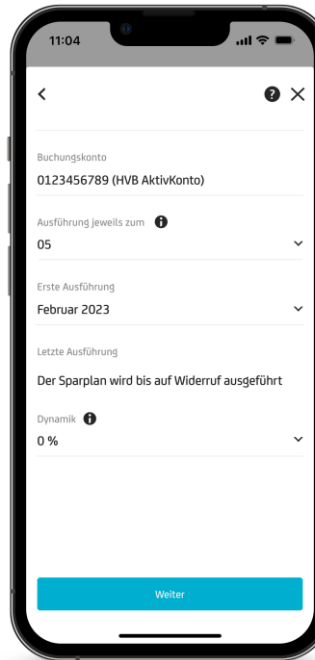 11:04
Buchungskonto
0123456789 (HVB AktivKonto)
Ausführung jeweils zum
05
Erste Ausführung
Februar 2023
Letzte Ausführung
Der Sparplan wird bis auf Widerruf ausgeführt
Dynamik
0 %
Weiter